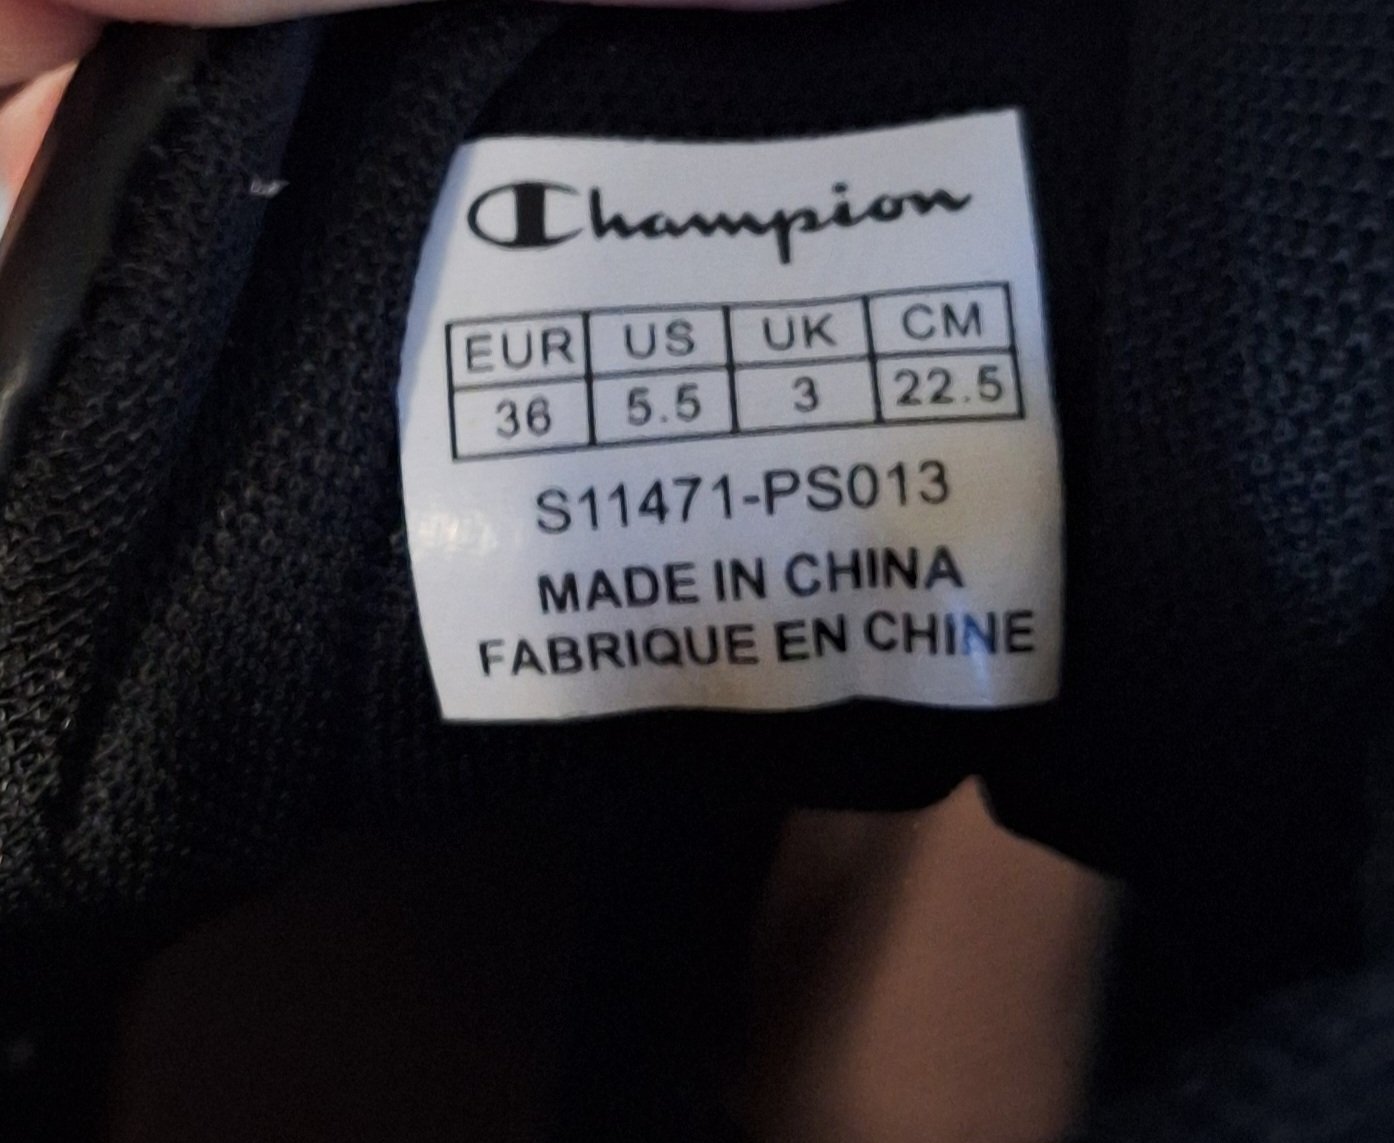 Champion
EUR US UK CM
36 5.5 3 22.5
S11471-PS013
MADE IN CHINA
FABRIQUE EN CHINE